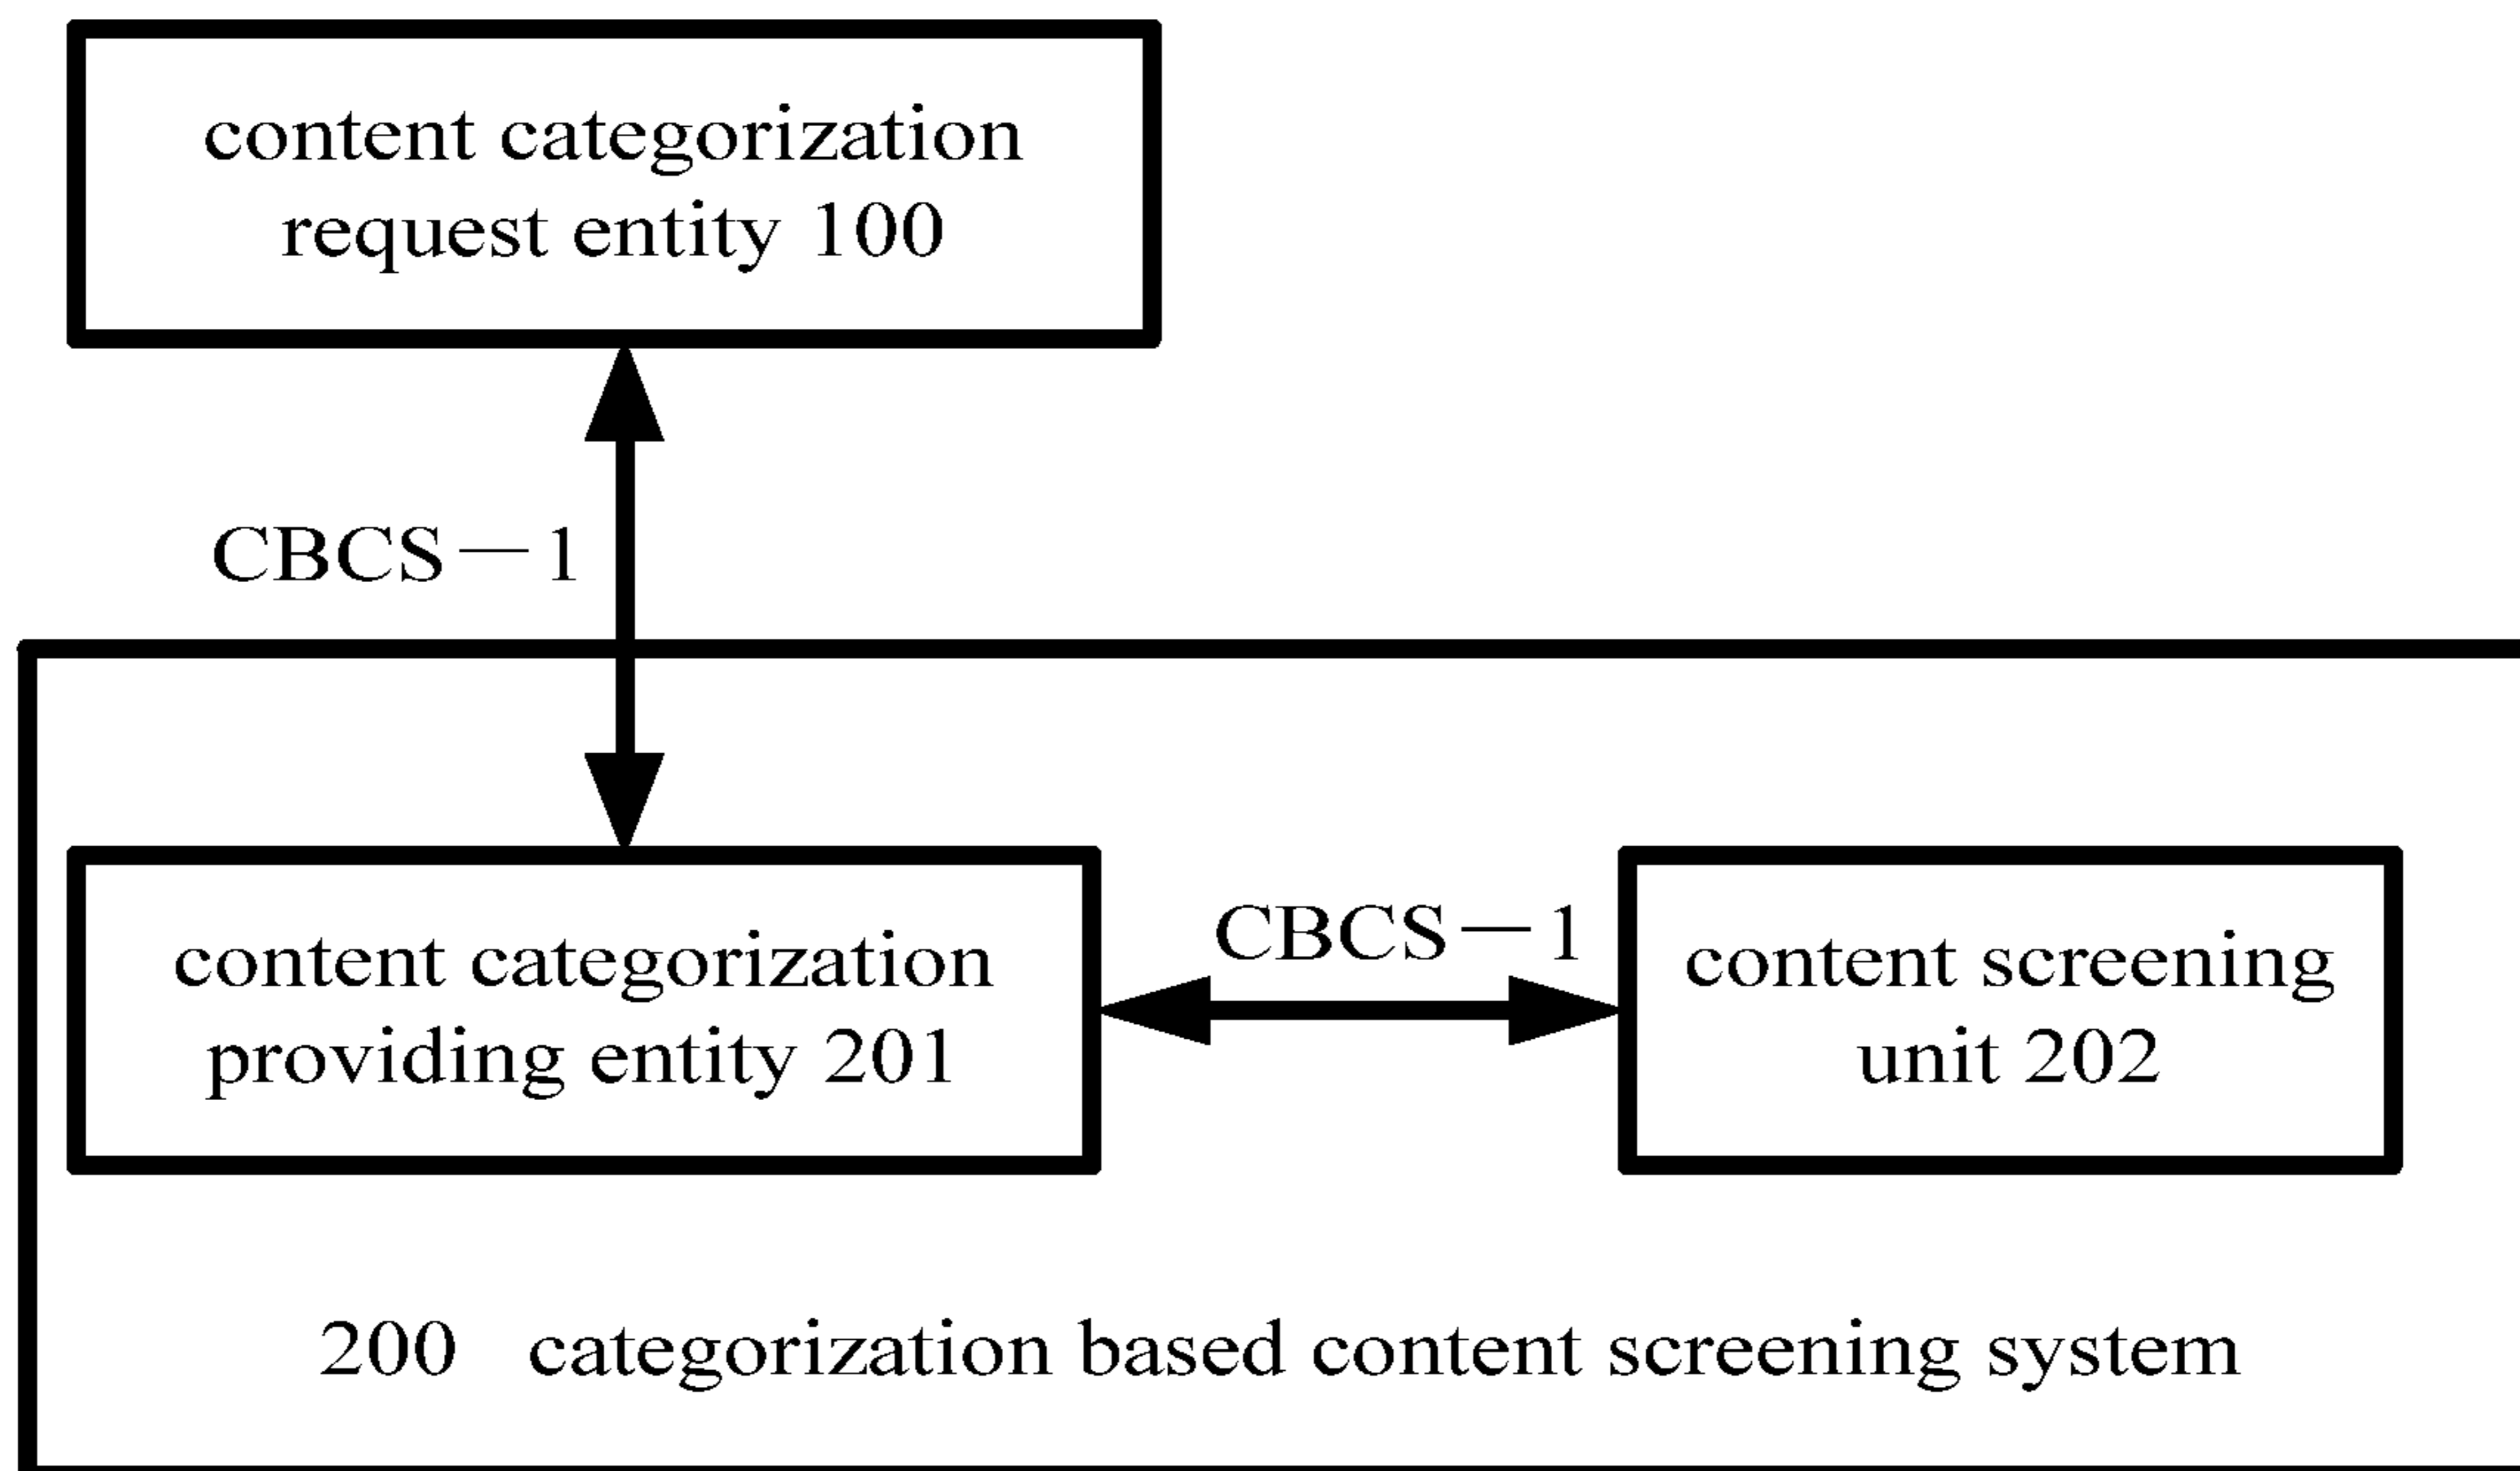 content categorization
request entity 100
CBCS－1
CBCS－1
content categorization
providing entity 201
content screening
unit 202
200 categorization based content screening system